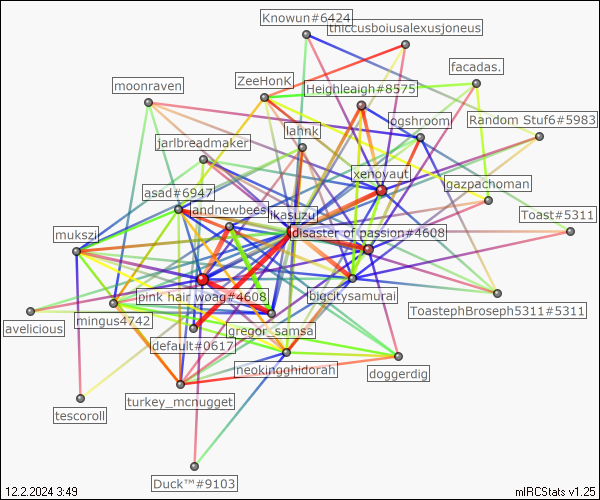 Knowun#6424
thiccusboiusalexusjoneus
facadas.
moonraven
ZeeHonK
Heighleaigh#8575
ogshroom
Random Stuf6#5983
lahnk
jarlbreadmaker
xenoyaut
asad#6947
gazpachoman
andnewbees
ikasuzu
Toast#5311
mukszi
disaster of passion#4608
pink hair woag#4608
bigcitysamurai
ToastephBroseph5311#5311
avelicious
mingus4742
gregor_samsa
default#0617
neokingghidorah
doggerdig
turkey_mcnugget
tescoroll
Duck™#9103
12.2.2024 3:49
mIRCStats v1.25